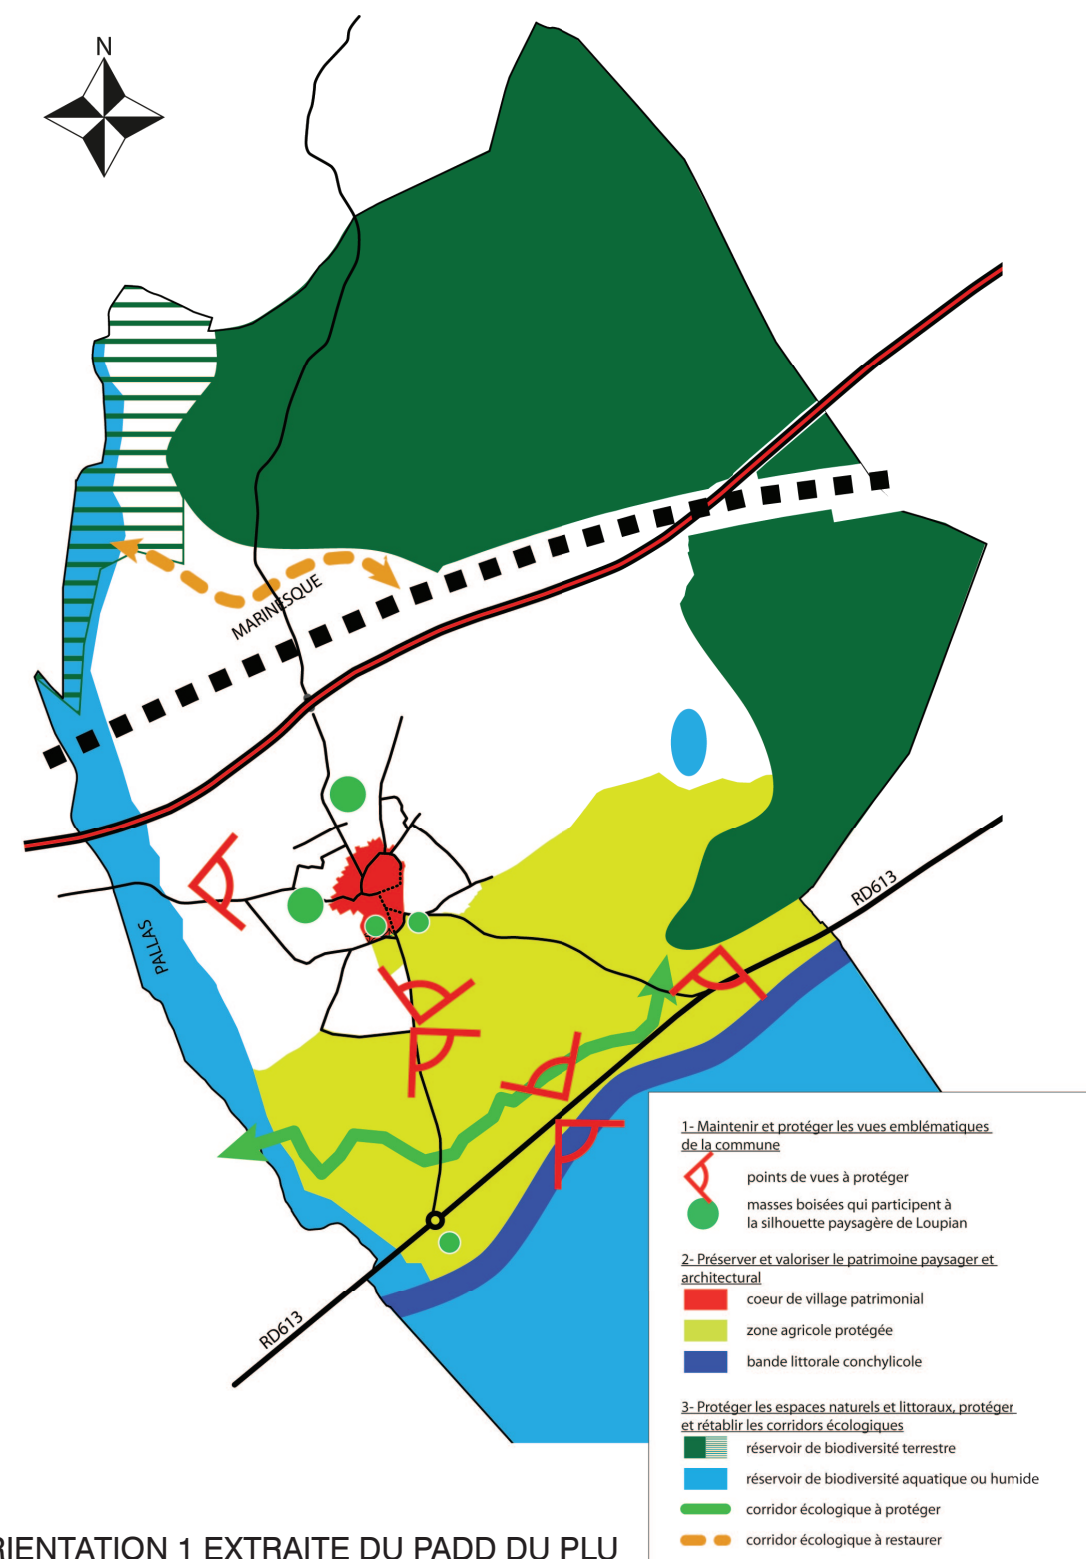 N
MARINESQUE
PALLAS
RD613
RD613
1- Maintenir et protéger les vues emblématiques
de la commune
points de vues à protéger
masses boisées qui participent à
la silhouette paysagère de Loupian
2- Préserver et valoriser le patrimoine paysager et
architectural
coeur de village patrimonial
zone agricole protégée
bande littorale conchylicole
3- Protéger les espaces naturels et littoraux, protéger
et rétablir les corridors écologiques
réservoir de biodiversité terrestre
réservoir de biodiversité aquatique ou humide
corridor écologique à protéger
corridor écologique à restaurer
RIENTATION 1 EXTRAITE DU PADD DU PLU